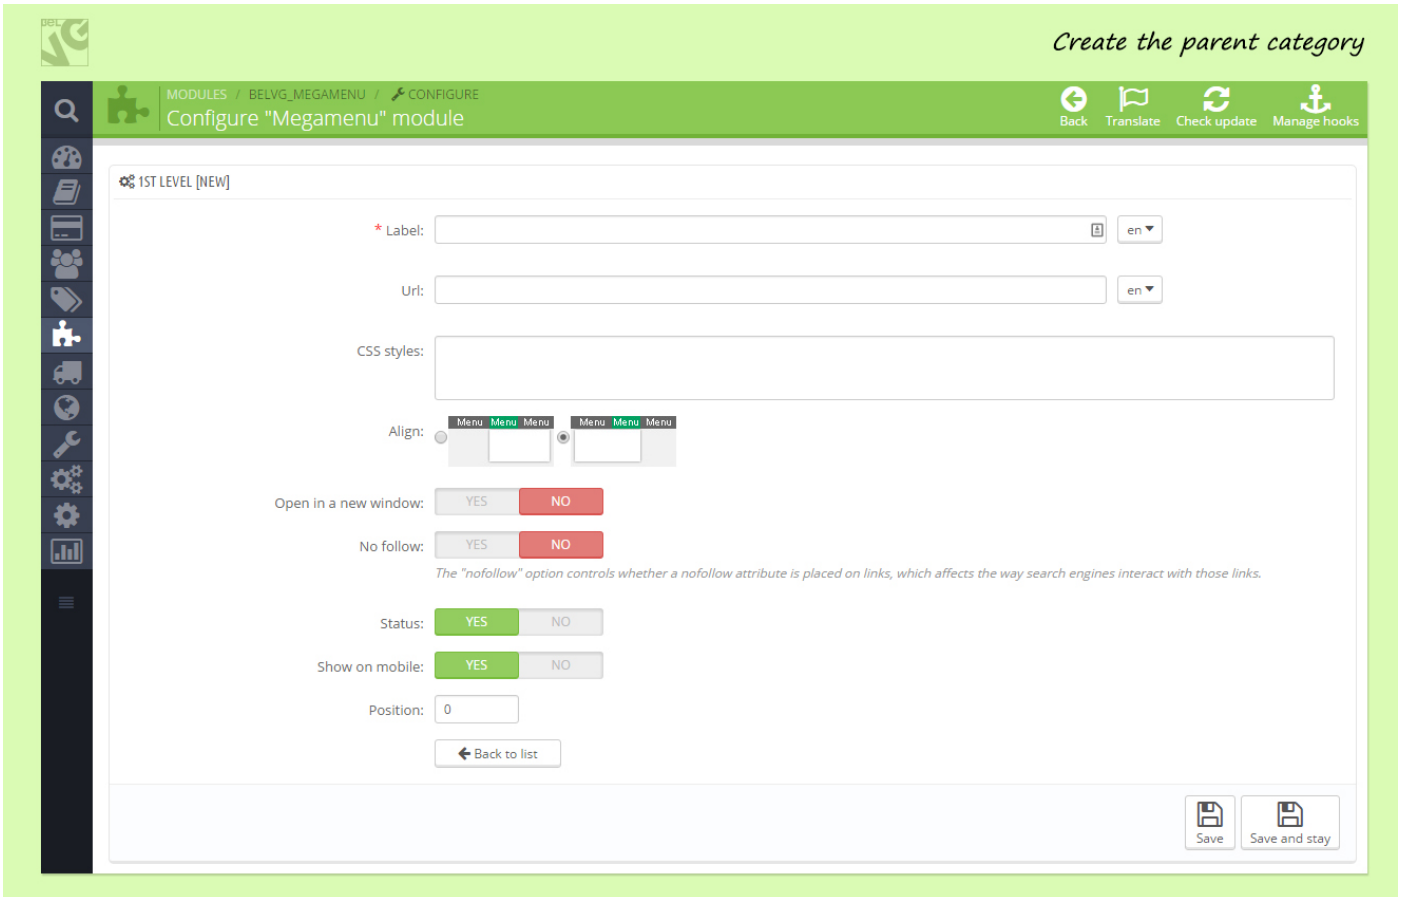 BelVG
Create the parent category
MODULES / BELVG_MEGAMENU / CONFIGURE
Configure "Megamenu" module
Back Translate Check update Manage hooks
1ST LEVEL [NEW]
* Label: en
Url: en
CSS styles:
Align: Menu Menu Menu Menu Menu Menu
Open in a new window: YES NO
No follow: YES NO
The "nofollow" option controls whether a nofollow attribute is placed on links, which affects the way search engines interact with those links.
Status: YES NO
Show on mobile: YES NO
Position: 0
Back to list
Save Save and stay